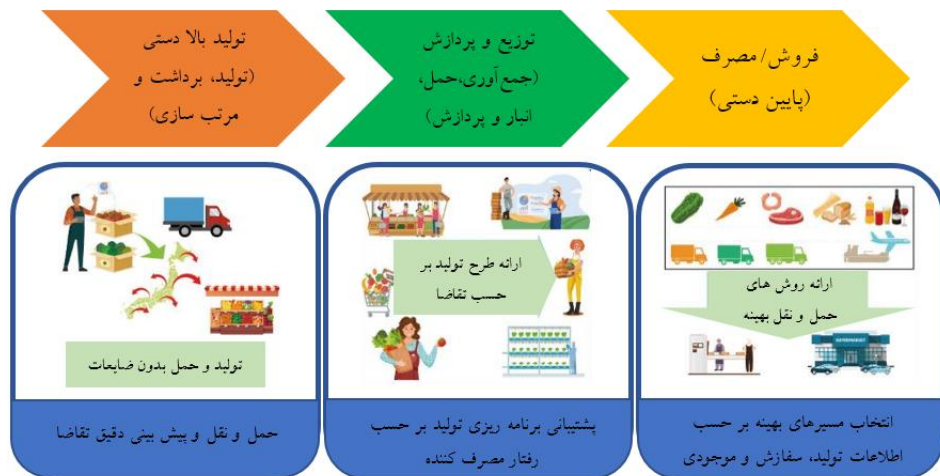 تولید بالا دستی
(تولید، برداشت و
مرتب سازی)
توزیع و پردازش
(جمع‌آوری،حمل،
انبار و پردازش)
فروش/مصرف
(پایین دستی)
تولید و حمل بدون ضایعات
حمل و نقل و پیش بینی دقیق تقاضا
ارائه طرح تولید بر
حسب تقاضا
پشتیبانی برنامه ریزی تولید بر حسب
رفتار مصرف کننده
ارائه روش های
حمل و نقل بهینه
انتخاب مسیرهای بهینه بر حسب
اطلاعات تولید، سفارش و موجودی